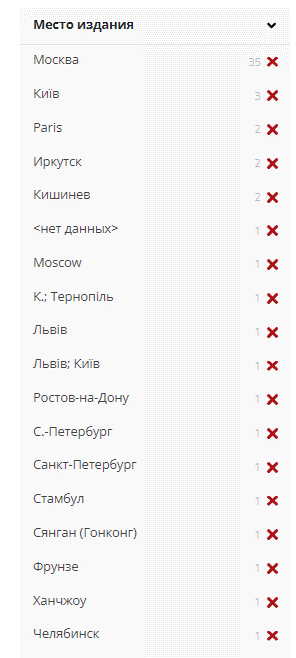 Место издания
Москва 35
Київ 3
Paris 2
Иркутск 2
Кишинев 2
<нет данных> 1
Moscow 1
К.; Тернопіль 1
Львів 1
Львів; Київ 1
Ростов-на-Дону 1
С.-Петербург 1
Санкт-Петербург 1
Стамбул 1
Сянган (Гонконг) 1
Фрунзе 1
Ханчжоу 1
Челябинск 1